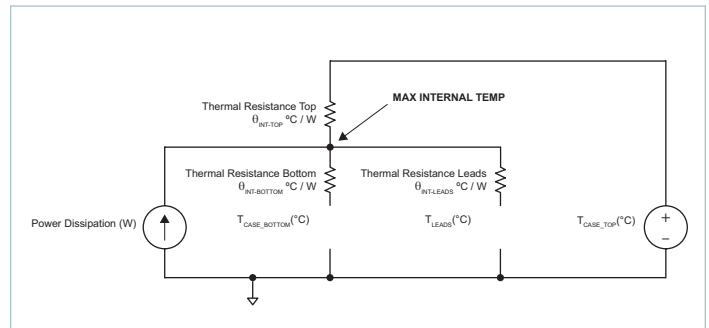 MAX INTERNAL TEMP
Thermal Resistance Top
θINT-TOP ºC / W
Thermal Resistance Bottom
θINT-BOTTOM ºC / W
Thermal Resistance Leads
θINT-LEADS ºC / W
Power Dissipation (W)
TCASE_BOTTOM(°C)
TLEADS(°C)
TCASE_TOP(°C)
+
–